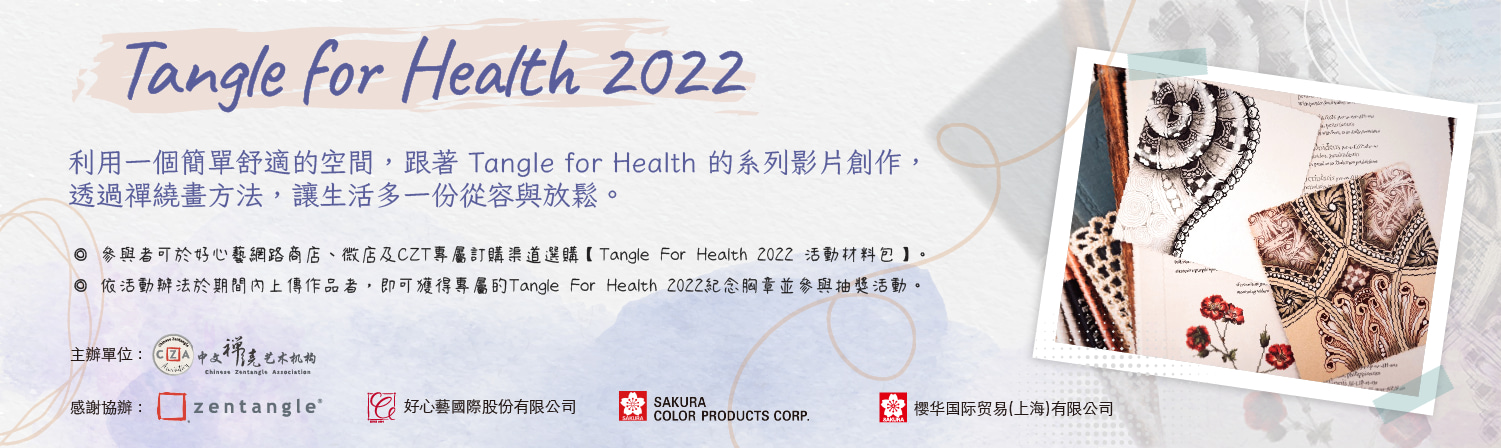 Tangle for Health 2022
利用一個簡單舒適的空間，跟著 Tangle for Health 的系列影片創作，
透過禪繞畫方法，讓生活多一份從容與放鬆。
◎ 參與者可於好心藝網路商店、微店及CZT專屬訂購渠道選購【 Tangle For Health 2022 活動材料包 】。
◎ 依活動辦法於期間內上傳作品者，即可獲得專屬的Tangle For Health 2022紀念胸章並參與抽獎活動。
主辦單位：
CZA
中文禪遶艺术机构
Chinese Zentangle Association
感謝協辦：
zentangle®
好心藝國際股份有限公司
SAKURA
SAKURA
COLOR PRODUCTS CORP.
SAKURA
樱华国际贸易(上海)有限公司